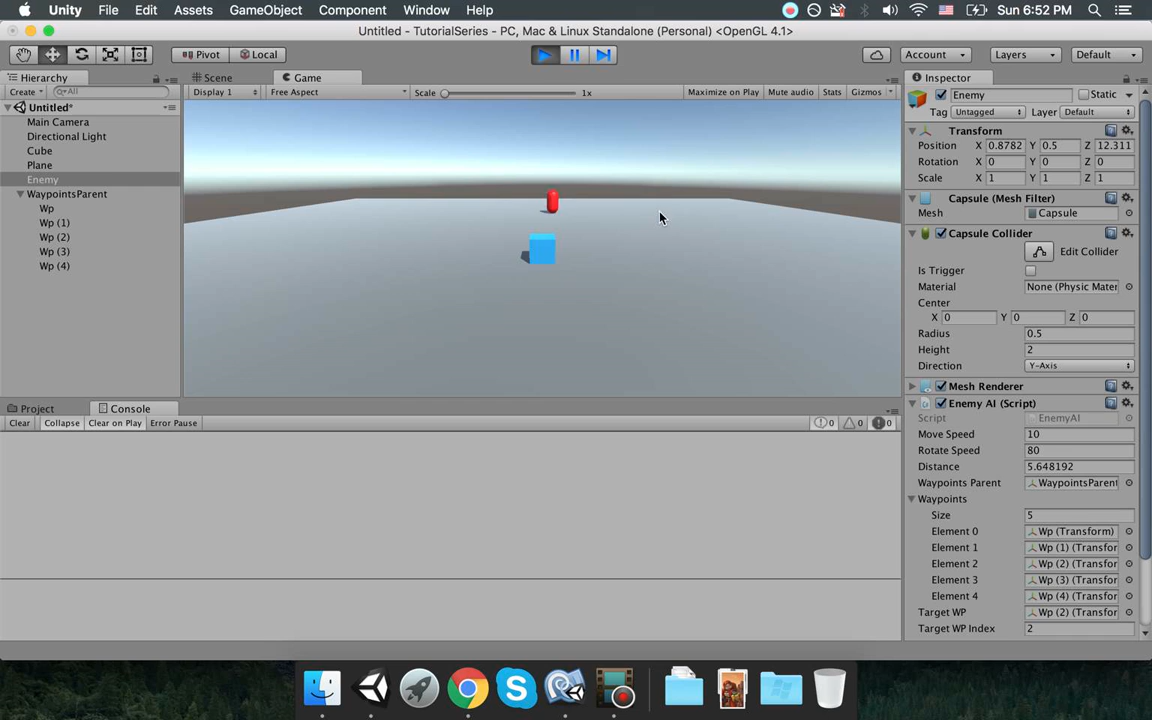 Unity File Edit Assets GameObject Component Window Help Sun 6:52 PM
Untitled - TutorialSeries - PC, Mac & Linux Standalone (Personal) <OpenGL 4.1>
Pivot Local Account Layers Default
Hierarchy
Create All
Untitled*
Main Camera
Directional Light
Cube
Plane
Enemy
WaypointsParent
Wp
Wp (1)
Wp (2)
Wp (3)
Wp (4)
Scene Game
Display 1 Free Aspect Scale 1x Maximize on Play Mute audio Stats Gizmos
Project Console
Clear Collapse Clear on Play Error Pause 0 0 0
Inspector
Enemy Static
Tag Untagged Layer Default
Transform
Position X 0.8782 Y 0.5 Z 12.311
Rotation X 0 Y 0 Z 0
Scale X 1 Y 1 Z 1
Capsule (Mesh Filter)
Mesh Capsule
Capsule Collider
Edit Collider
Is Trigger
Material None (Physic Mater
Center
X 0 Y 0 Z 0
Radius 0.5
Height 2
Direction Y-Axis
Mesh Renderer
Enemy AI (Script)
Script EnemyAI
Move Speed 10
Rotate Speed 80
Distance 5.648192
Waypoints Parent WaypointsParent
Waypoints
Size 5
Element 0 Wp (Transform)
Element 1 Wp (1) (Transfor
Element 2 Wp (2) (Transfor
Element 3 Wp (3) (Transfor
Element 4 Wp (4) (Transfor
Target WP Wp (2) (Transfor
Target WP Index 2